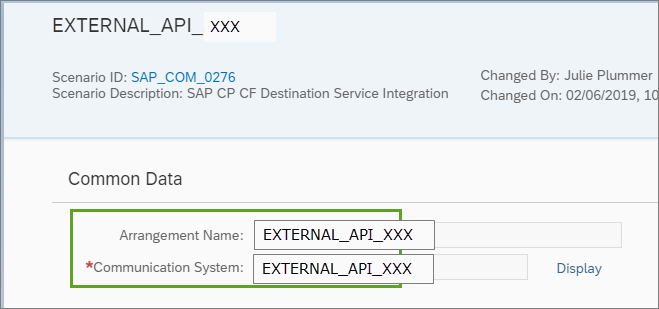 EXTERNAL_API_ XXX
Scenario ID: SAP_COM_0276
Scenario Description: SAP CP CF Destination Service Integration
Changed By: Julie Plummer
Changed On: 02/06/2019, 10
Common Data
Arrangement Name: EXTERNAL_API_XXX
*Communication System: EXTERNAL_API_XXX Display